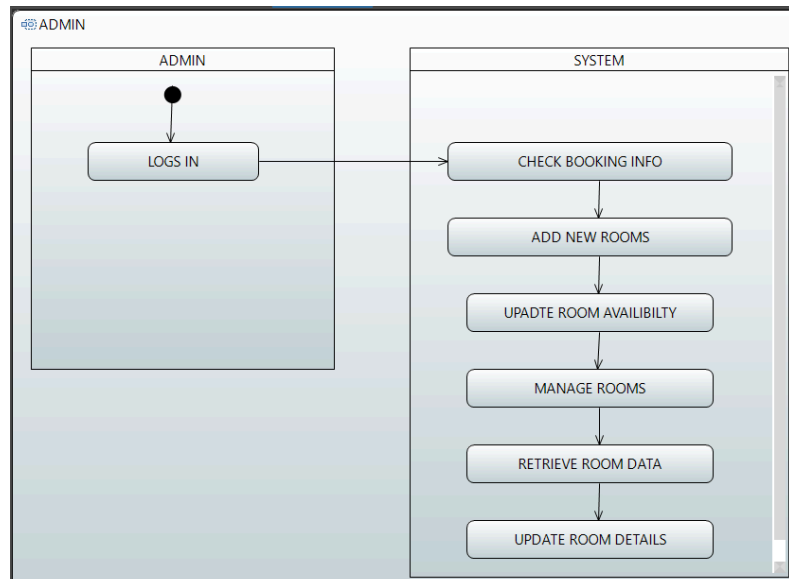 ADMIN
ADMIN
SYSTEM
LOGS IN
CHECK BOOKING INFO
ADD NEW ROOMS
UPADTE ROOM AVAILIBILTY
MANAGE ROOMS
RETRIEVE ROOM DATA
UPDATE ROOM DETAILS